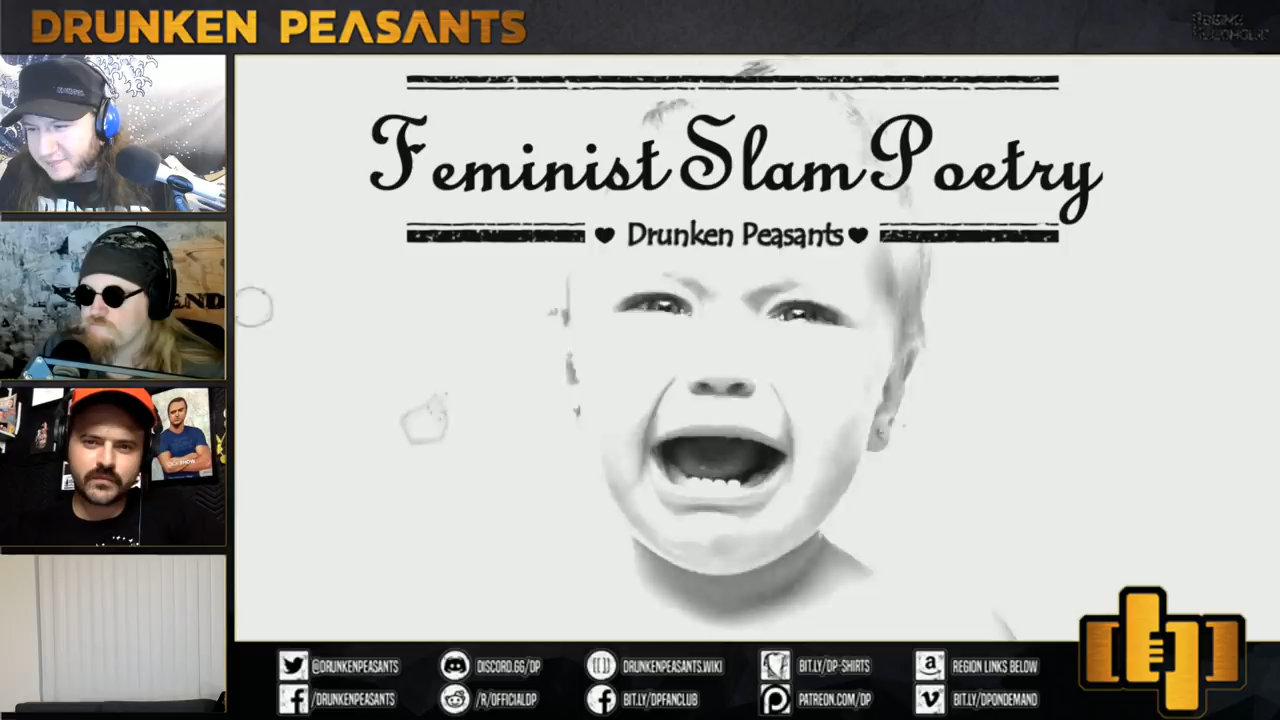 DRUNKEN PEASANTS
Feminist Slam Poetry
Drunken Peasants
END
@DRUNKENPEASANTS
DISCORD.GG/DP
DRUNKENPEASANTS.WIKI
BIT.LY/DP-SHIRTS
REGION LINKS BELOW
/DRUNKENPEASANTS
/R/OFFICIALDP
BIT.LY/DPFANCLUB
PATREON.COM/DP
BIT.LY/DPONDEMAND